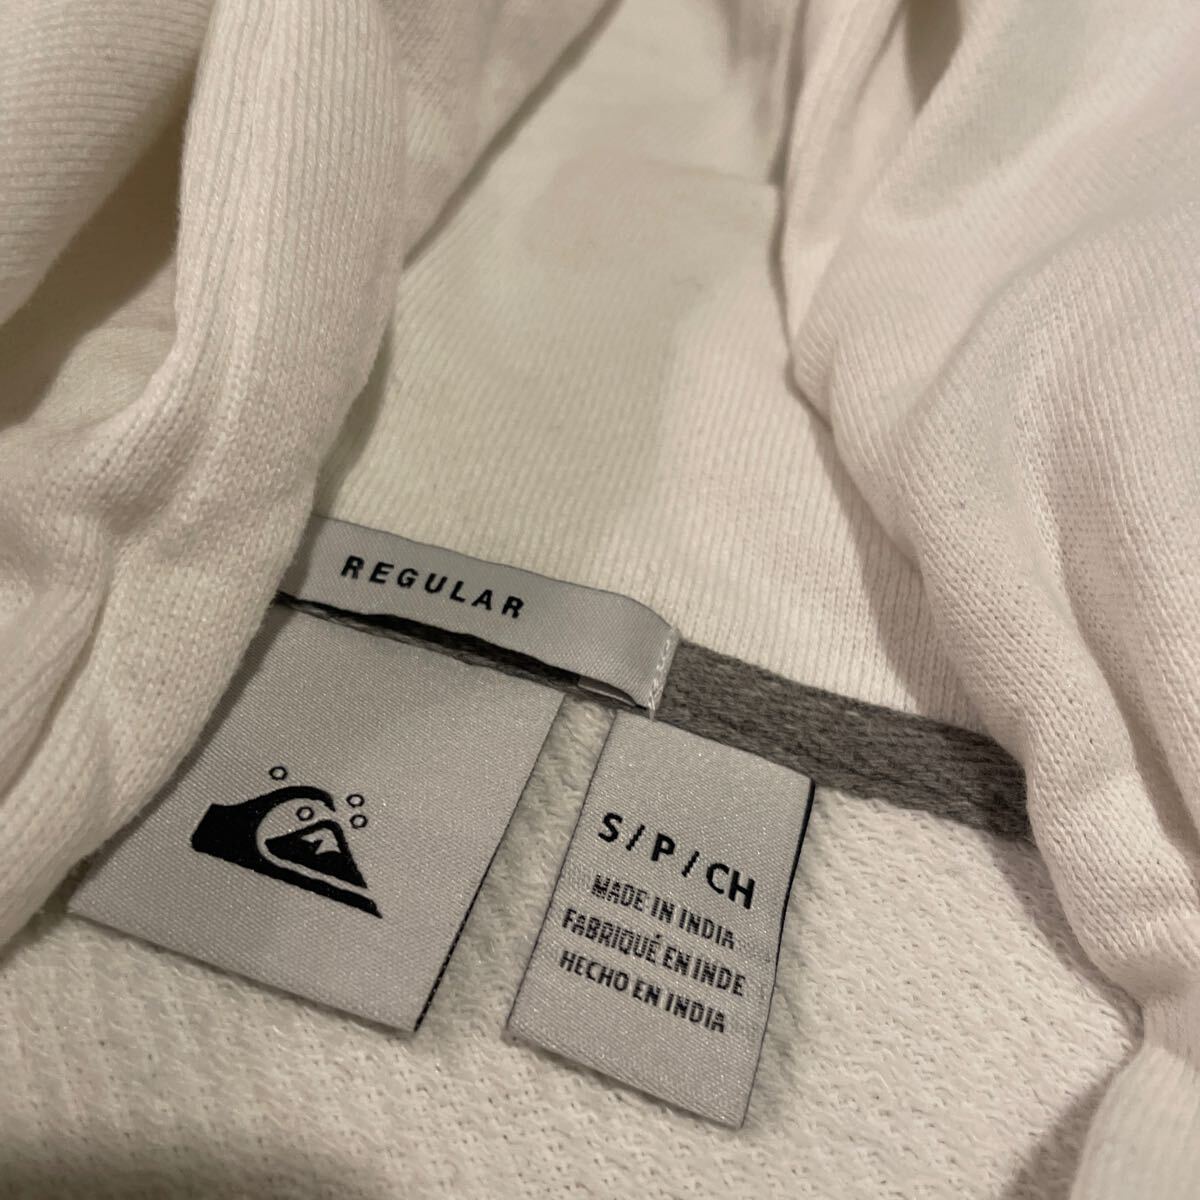 REGULAR
S / P / CH
MADE IN INDIA
FABRIQUÉ EN INDE
HECHO EN INDIA